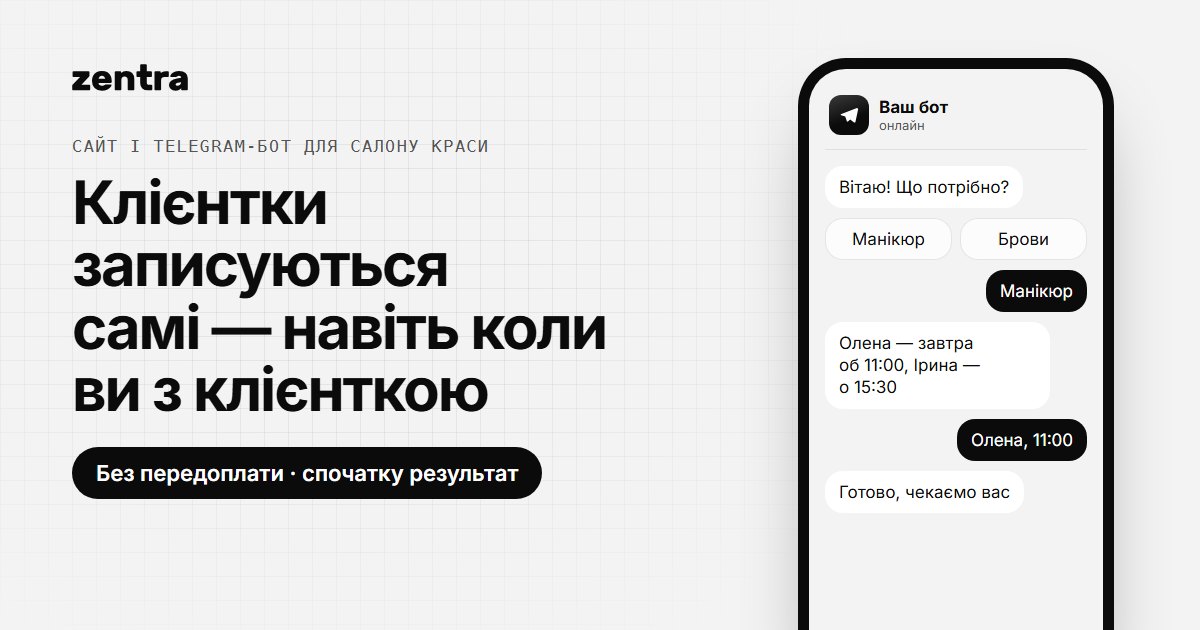 zentra
САЙТ І TELEGRAM-БОТ ДЛЯ САЛОНУ КРАСИ
Клієнтки
записуються
самі — навіть коли
ви з клієнткою
Без передоплати · спочатку результат
Ваш бот
онлайн
Вітаю! Що потрібно?
Манікюр
Брови
Манікюр
Олена — завтра
об 11:00, Ірина —
о 15:30
Олена, 11:00
Готово, чекаємо вас